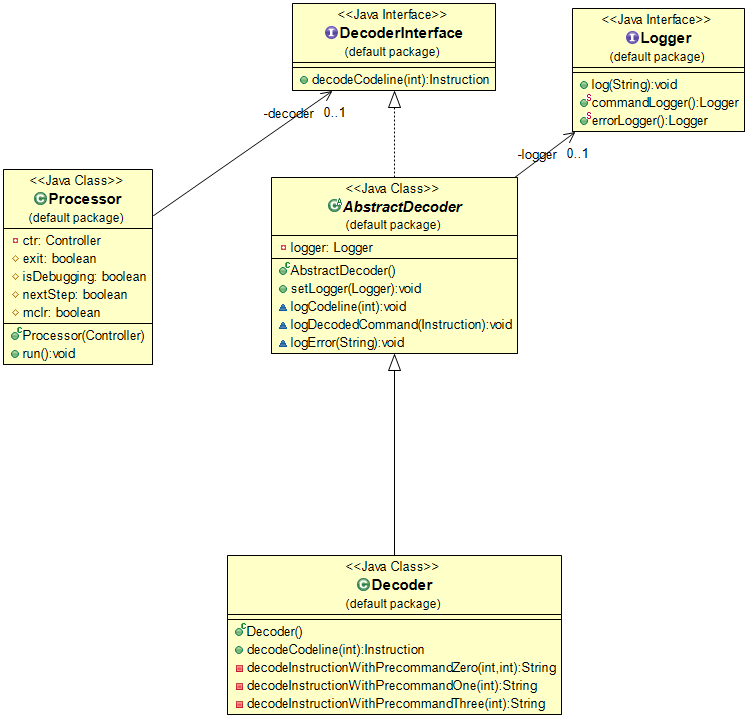 <<Java Interface>>
DecoderInterface
(default package)
decodeCodeline(int):Instruction
<<Java Interface>>
Logger
(default package)
log(String):void
commandLogger():Logger
errorLogger():Logger
-decoder 0..1
-logger 0..1
<<Java Class>>
Processor
(default package)
ctr: Controller
exit: boolean
isDebugging: boolean
nextStep: boolean
mclr: boolean
Processor(Controller)
run():void
<<Java Class>>
AbstractDecoder
(default package)
logger: Logger
AbstractDecoder()
setLogger(Logger):void
logCodeline(int):void
logDecodedCommand(Instruction):void
logError(String):void
<<Java Class>>
Decoder
(default package)
Decoder()
decodeCodeline(int):Instruction
decodeInstructionWithPrecommandZero(int,int):String
decodeInstructionWithPrecommandOne(int):String
decodeInstructionWithPrecommandThree(int):String